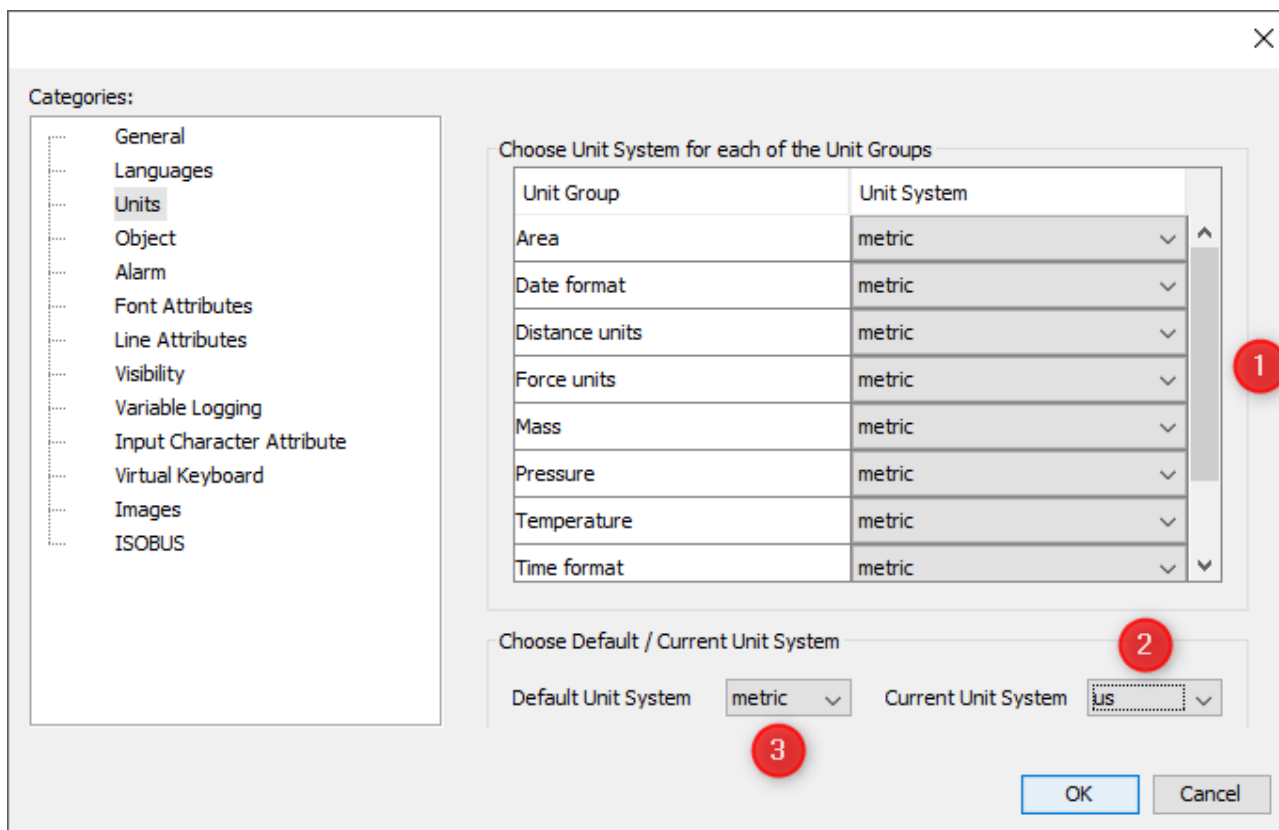 Categories:
General
Languages
Units
Object
Alarm
Font Attributes
Line Attributes
Visibility
Variable Logging
Input Character Attribute
Virtual Keyboard
Images
ISOBUS
Choose Unit System for each of the Unit Groups
Unit Group Unit System
Area metric
Date format metric
Distance units metric
Force units metric
1
Mass metric
Pressure metric
Temperature metric
Time format metric
Choose Default / Current Unit System
2
Default Unit System metric Current Unit System us
3
OK Cancel